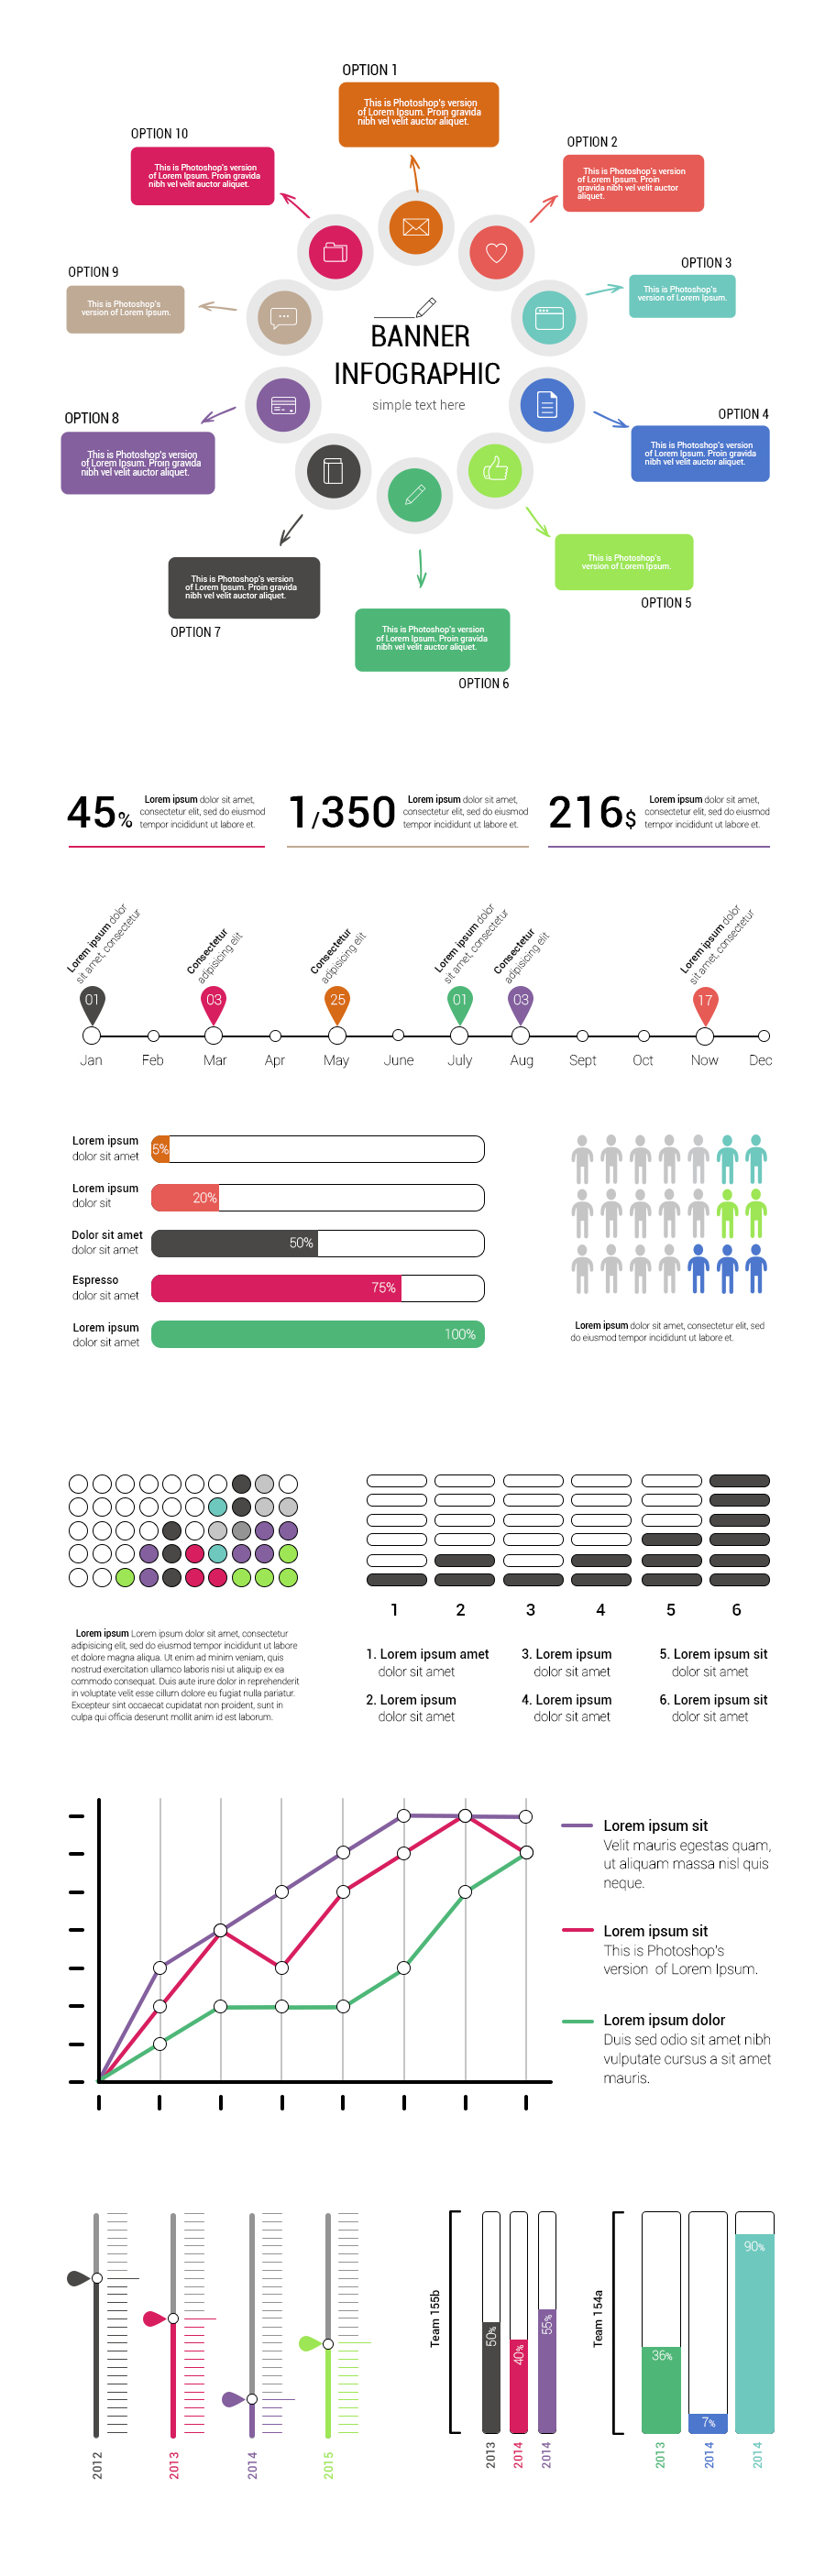 OPTION 1
This is Photoshop's version
of Lorem Ipsum. Proin gravida
nibh vel velit auctor aliquet.
OPTION 10
This is Photoshop's version
of Lorem Ipsum. Proin gravida
nibh vel velit auctor aliquet.
OPTION 2
This is Photoshop's version
of Lorem Ipsum. Proin
gravida nibh vel velit auctor
aliquet.
OPTION 3
This is Photoshop's
version of Lorem Ipsum.
OPTION 9
This is Photoshop's
version of Lorem Ipsum.
BANNER
INFOGRAPHIC
simple text here
OPTION 4
This is Photoshop's version
of Lorem Ipsum. Proin gravida
nibh vel velit auctor aliquet.
OPTION 8
This is Photoshop's version
of Lorem Ipsum. Proin gravida
nibh vel velit auctor aliquet.
This is Photoshop's
version of Lorem Ipsum.
OPTION 5
This is Photoshop's version
of Lorem Ipsum. Proin gravida
nibh vel velit auctor aliquet.
OPTION 7
This is Photoshop's version
of Lorem Ipsum. Proin gravida
nibh vel velit auctor aliquet.
OPTION 6
45%
Lorem ipsum dolor sit amet,
consectetur elit, sed do eiusmod
tempor incididunt ut labore et.
1/350
Lorem ipsum dolor sit amet,
consectetur elit, sed do eiusmod
tempor incididunt ut labore et.
216$
Lorem ipsum dolor sit amet,
consectetur elit, sed do eiusmod
tempor incididunt ut labore et.
Lorem ipsum dolor
sit amet, consectetur
Consectetur
adipisicing elit
Consectetur
adipisicing elit
Lorem ipsum dolor
sit amet, consectetur
Consectetur
adipisicing elit
Lorem ipsum dolor
sit amet, consectetur
01
03
25
01
03
17
Jan
Feb
Mar
Apr
May
June
July
Aug
Sept
Oct
Now
Dec
Lorem ipsum
dolor sit amet
5%
Lorem ipsum
dolor sit
20%
Dolor sit amet
dolor sit amet
50%
Espresso
dolor sit amet
75%
Lorem ipsum
dolor sit amet
100%
Lorem ipsum dolor sit amet, consectetur elit, sed
do eiusmod tempor incididunt ut labore et.
Lorem ipsum Lorem ipsum dolor sit amet, consectetur
adipisicing elit, sed do eiusmod tempor incididunt ut labore
et dolore magna aliqua. Ut enim ad minim veniam, quis
nostrud exercitation ullamco laboris nisi ut aliquip ex ea
commodo consequat. Duis aute irure dolor in reprehenderit
in voluptate velit esse cillum dolore eu fugiat nulla pariatur.
Excepteur sint occaecat cupidatat non proident, sunt in
culpa qui officia deserunt mollit anim id est laborum.
1
2
3
4
5
6
1. Lorem ipsum amet
dolor sit amet
2. Lorem ipsum
dolor sit amet
3. Lorem ipsum
dolor sit amet
4. Lorem ipsum
dolor sit amet
5. Lorem ipsum sit
dolor sit amet
6. Lorem ipsum sit
dolor sit amet
Lorem ipsum sit
Velit mauris egestas quam,
ut aliquam massa nisl quis
neque.
Lorem ipsum sit
This is Photoshop's
version of Lorem Ipsum.
Lorem ipsum dolor
Duis sed odio sit amet nibh
vulputate cursus a sit amet
mauris.
2012
2013
2014
2015
Team 155b
50%
40%
55%
2013
2014
2014
Team 154a
36%
7%
90%
2013
2014
2014